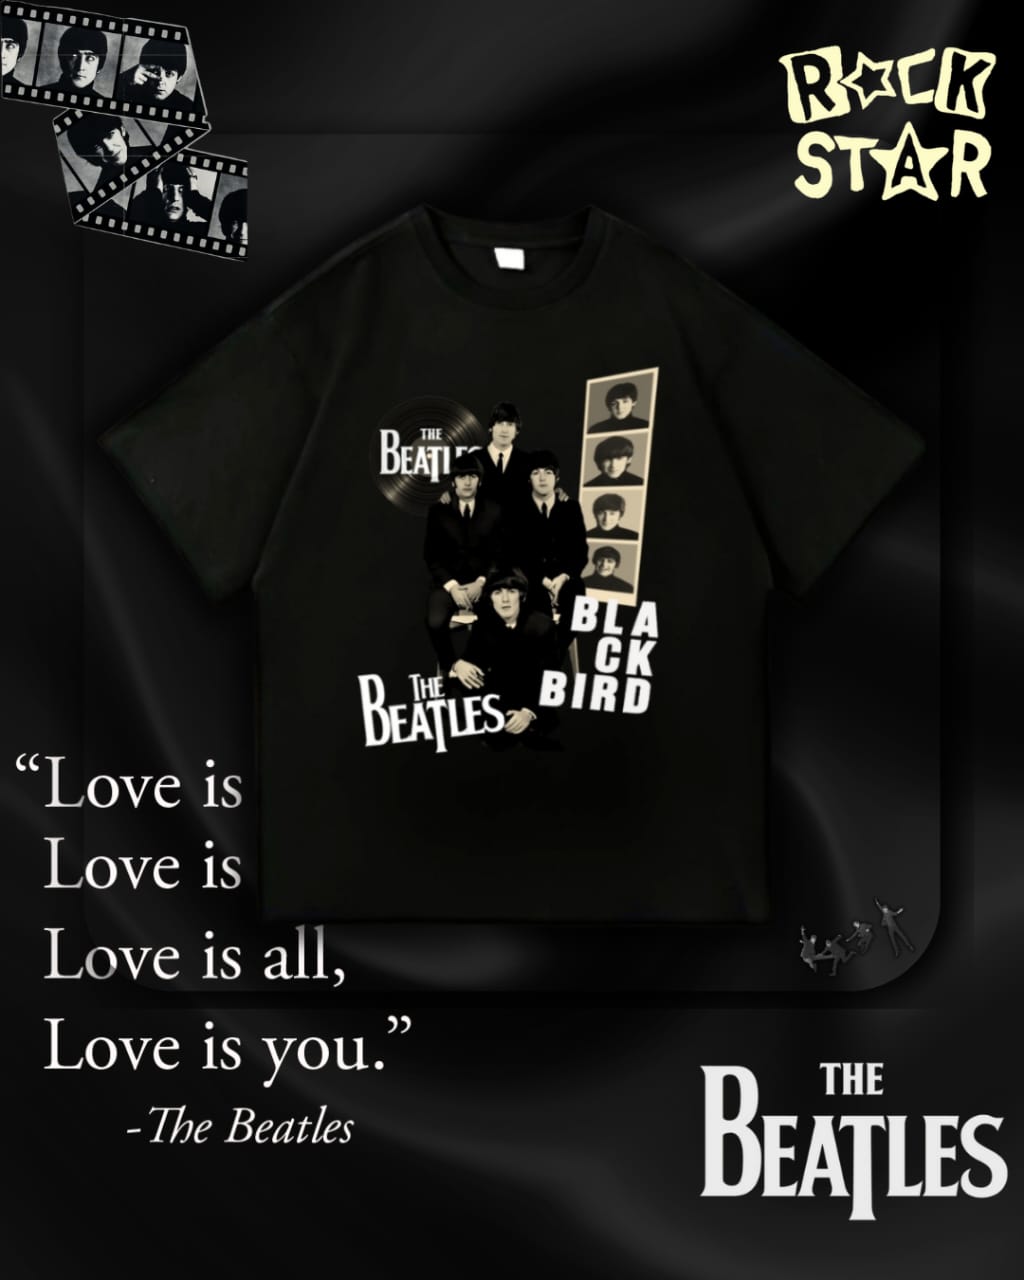 R★CK
STAR
THE
BEATLES
BLA
CK
BIRD
THE
BEATLES
“Love is
Love is
Love is all,
Love is you.”
-The Beatles
THE
BEATLES